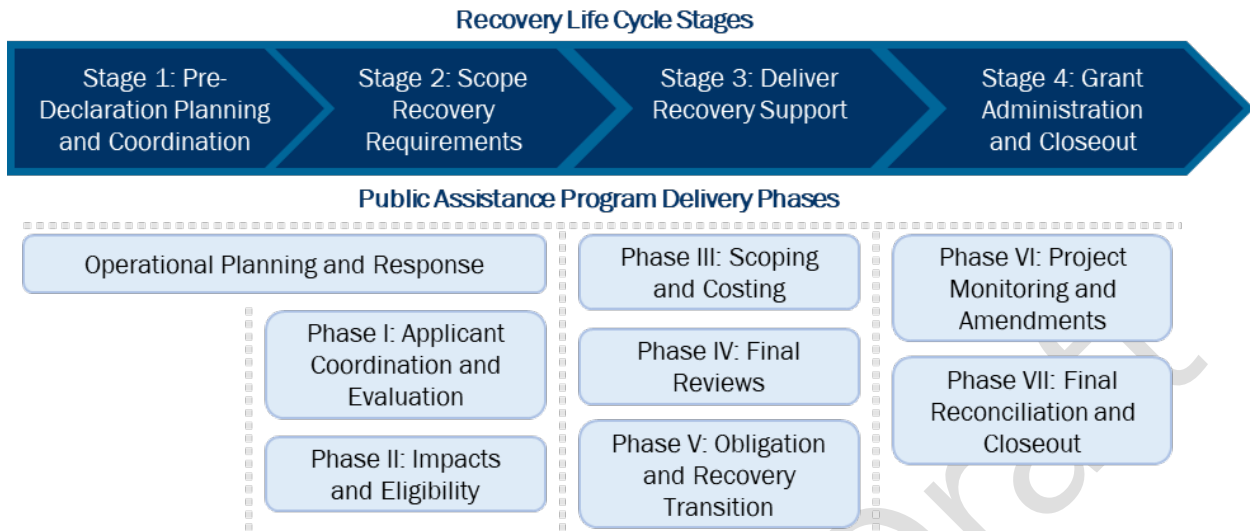 Recovery Life Cycle Stages
Stage 1: Pre-
Declaration Planning
and Coordination
Stage 2: Scope
Recovery
Requirements
Stage 3: Deliver
Recovery Support
Stage 4: Grant
Administration
and Closeout
Public Assistance Program Delivery Phases
Operational Planning and Response
Phase I: Applicant
Coordination and
Evaluation
Phase II: Impacts
and Eligibility
Phase III: Scoping
and Costing
Phase IV: Final
Reviews
Phase V: Obligation
and Recovery
Transition
Phase VI: Project
Monitoring and
Amendments
Phase VII: Final
Reconciliation and
Closeout
Draft